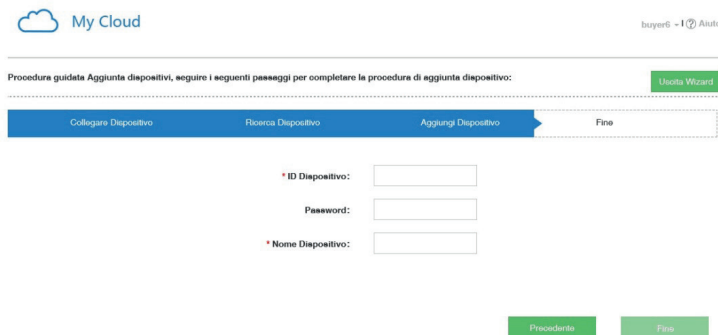 My Cloud
buyer6 - I ? Aiuto
Procedura guidata Aggiunta dispositivi, seguire i seguenti passaggi per completare la procedura di aggiunta dispositivo:
Uscita Wizard
Collegare Dispositivo
Ricerca Dispositivo
Aggiungi Dispositivo
Fine
* ID Dispositivo:
Password:
* Nome Dispositivo:
Precedente
Fine